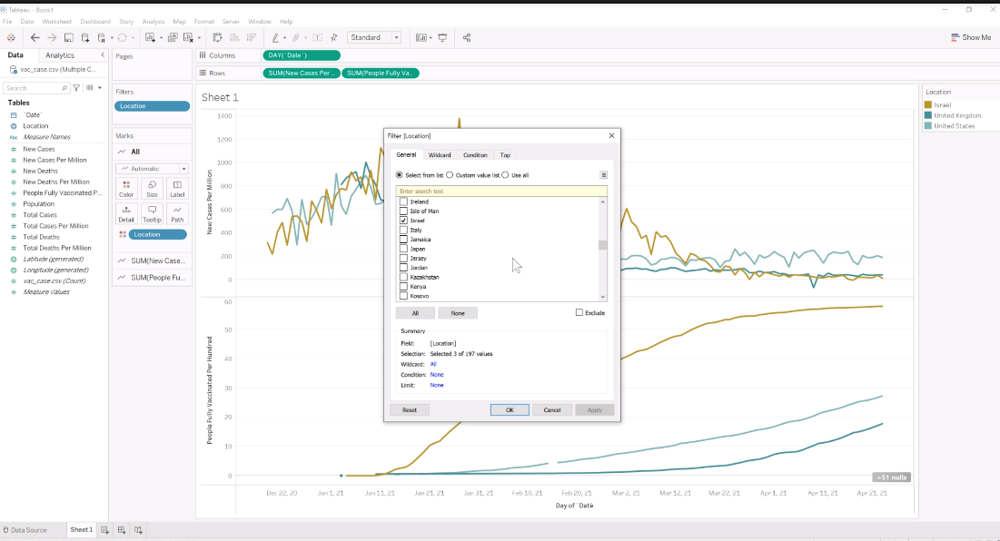 Tableau - Book1
File Data Worksheet Dashboard Story Analysis Map Format Server Window Help
Standard
Show Me
Data Analytics
vac_case.csv (Multiple C...
Search
Tables
`Date`
Location
Abc Measure Names
New Cases
New Cases Per Million
New Deaths
New Deaths Per Million
People Fully Vaccinated P...
Population
Total Cases
Total Cases Per Million
Total Deaths
Total Deaths Per Million
Latitude (generated)
Longitude (generated)
vac_case.csv (Count)
Measure Values
Pages
Filters
Location
Marks
All
Automatic
Color Size Label
Detail Tooltip Path
Location
SUM(New Case...
SUM(People Fu...
Columns DAY(`Date`)
Rows SUM(New Cases Per .. SUM(People Fully Va..
Sheet 1
New Cases Per Million
1400
1200
1000
800
600
400
200
0
People Fully Vaccinated Per Hundred
60
50
40
30
20
10
0
>51 nulls
Dec 22, 20 Jan 1, 21 Jan 11, 21 Jan 21, 21 Jan 31, 21 Feb 10, 21 Feb 20, 21 Mar 2, 21 Mar 12, 21 Mar 22, 21 Apr 1, 21 Apr 11, 21 Apr 21, 21
Day of `Date`
Filter [Location]
General Wildcard Condition Top
Select from list Custom value list Use all
Enter search text
Ireland
Isle of Man
Israel
Italy
Jamaica
Japan
Jersey
Jordan
Kazakhstan
Kenya
Kosovo
All None Exclude
Summary
Field: [Location]
Selection: Selected 3 of 197 values
Wildcard: All
Condition: None
Limit: None
Reset OK Cancel Apply
Location
Israel
United Kingdom
United States
Data Source Sheet 1